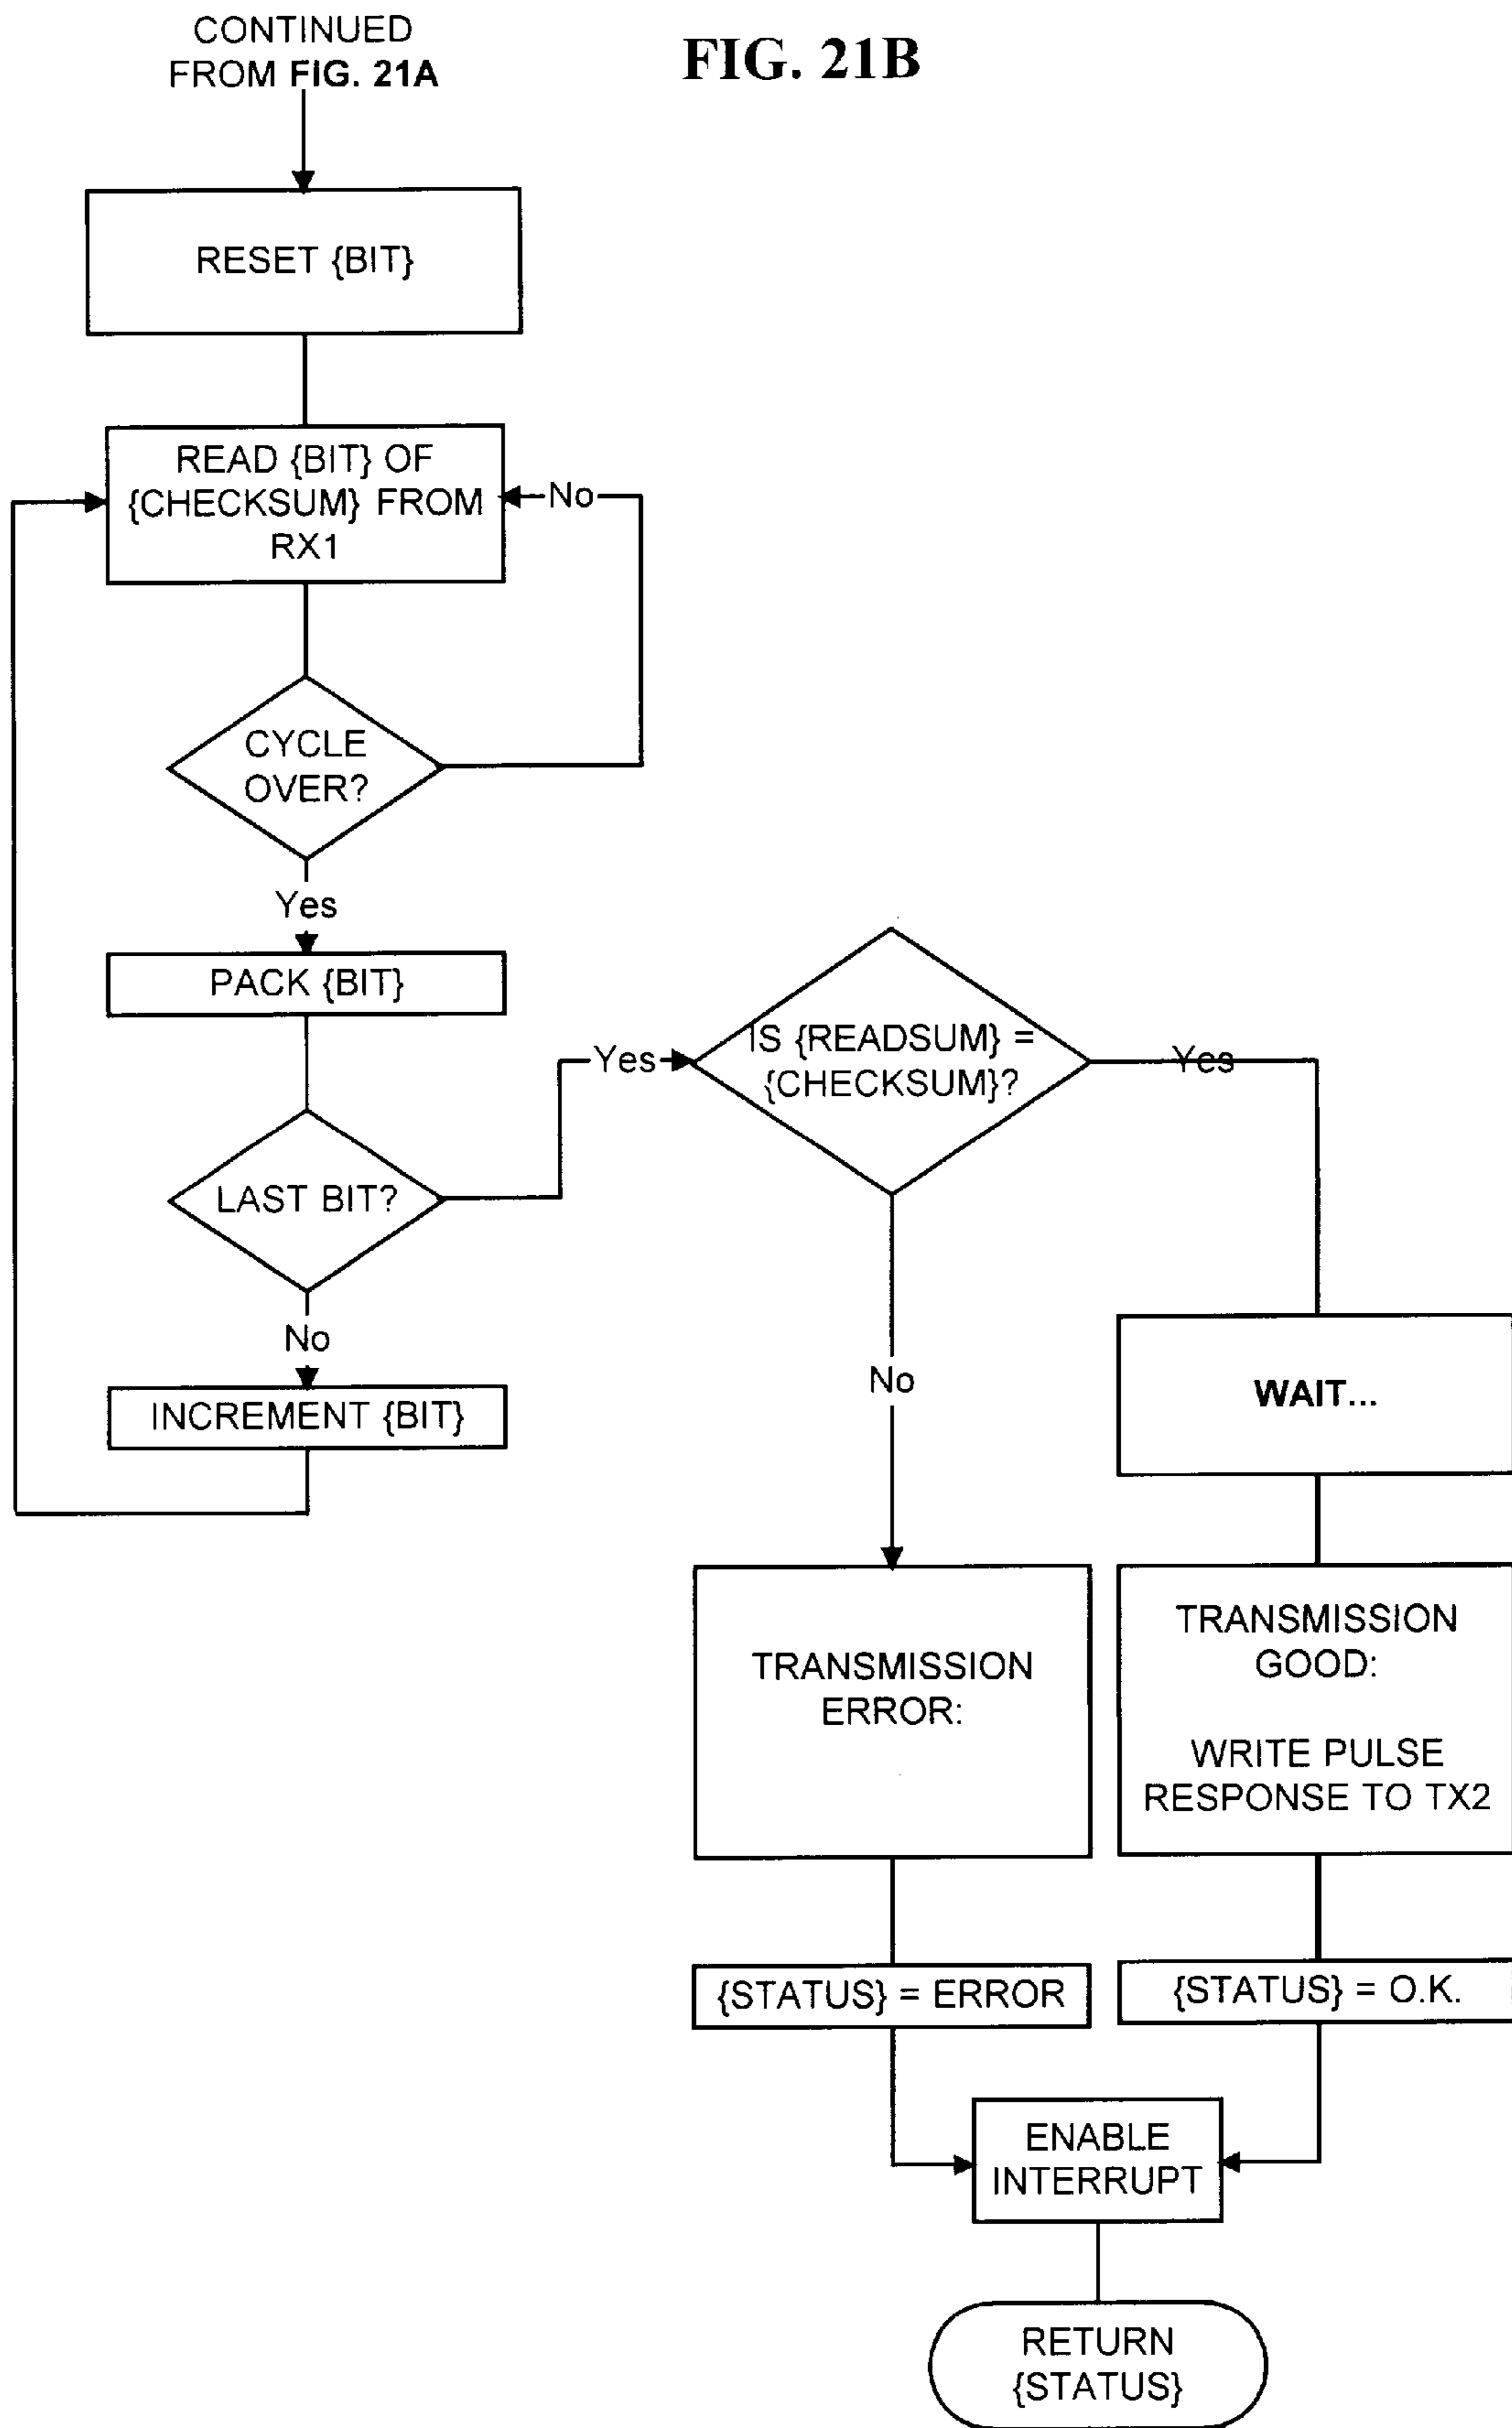 CONTINUED
FROM FIG. 21A
FIG. 21B
RESET {BIT}
READ {BIT} OF
{CHECKSUM} FROM
RX1
No
CYCLE
OVER?
Yes
PACK {BIT}
LAST BIT?
Yes
No
INCREMENT {BIT}
IS {READSUM} =
{CHECKSUM}?
Yes
No
WAIT...
TRANSMISSION
ERROR:
TRANSMISSION
GOOD:
WRITE PULSE
RESPONSE TO TX2
{STATUS} = ERROR
{STATUS} = O.K.
ENABLE
INTERRUPT
RETURN
{STATUS}